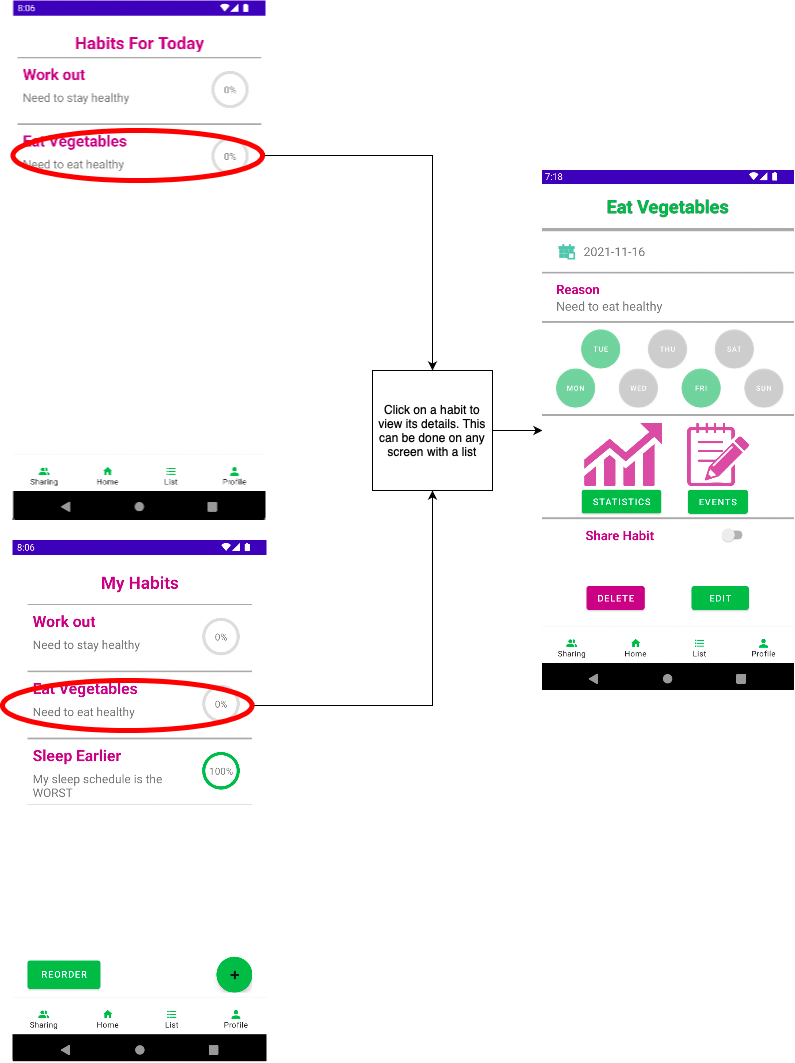 8:06
Habits For Today
Work out
Need to stay healthy
0%
Eat Vegetables
Need to eat healthy
0%
Sharing
Home
List
Profile
Click on a habit to
view its details. This
can be done on any
screen with a list
7:18
Eat Vegetables
2021-11-16
Reason
Need to eat healthy
TUE
THU
SAT
MON
WED
FRI
SUN
STATISTICS
EVENTS
Share Habit
DELETE
EDIT
Sharing
Home
List
Profile
8:06
My Habits
Work out
Need to stay healthy
0%
Eat Vegetables
Need to eat healthy
0%
Sleep Earlier
My sleep schedule is the
WORST
100%
REORDER
+
Sharing
Home
List
Profile